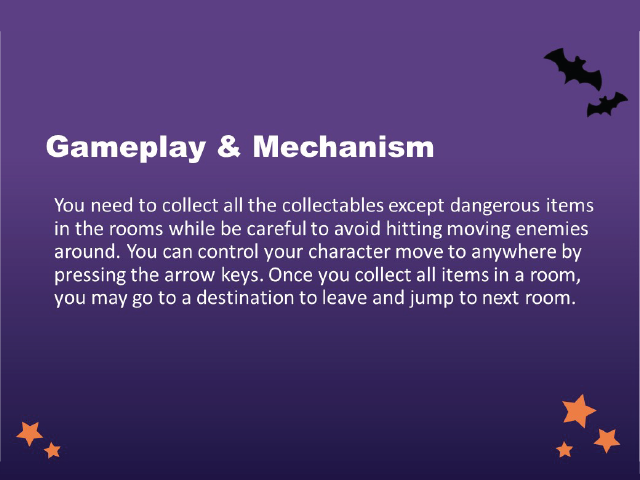 Gameplay & Mechanism
You need to collect all the collectables except dangerous items
in the rooms while be careful to avoid hitting moving enemies
around. You can control your character move to anywhere by
pressing the arrow keys. Once you collect all items in a room,
you may go to a destination to leave and jump to next room.